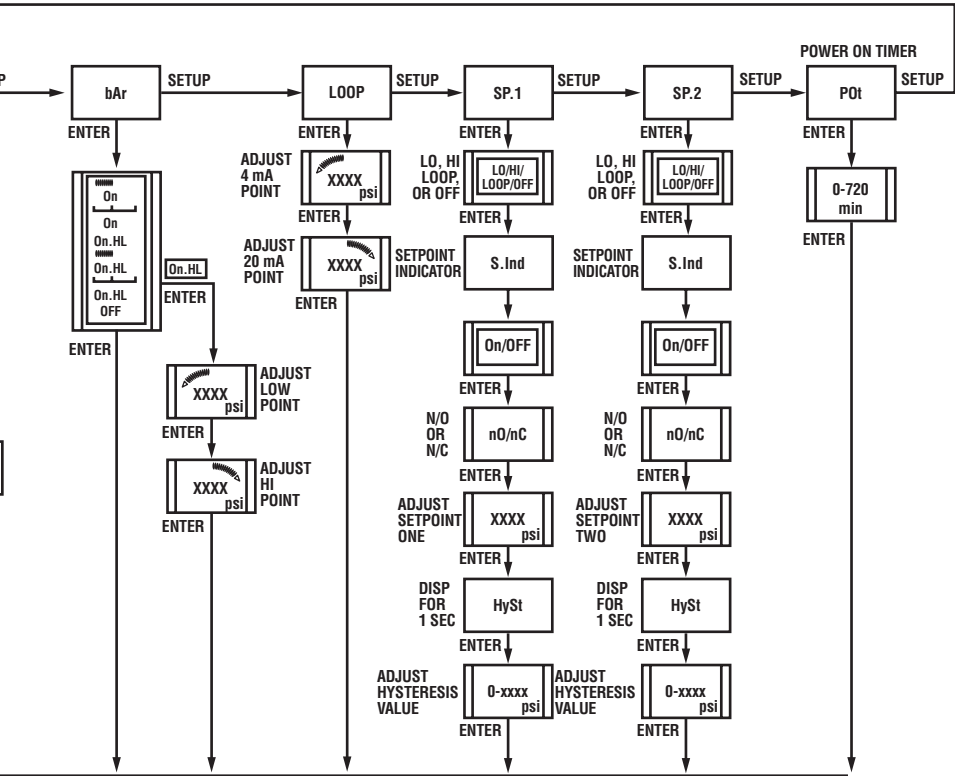 POWER ON TIMER
P
bAr
SETUP
LOOP
SETUP
SP.1
SETUP
SP.2
SETUP
POt
SETUP
ENTER
On
On
On.HL
On.HL
On.HL
OFF
On.HL
ENTER
ENTER
XXXX
psi
ADJUST
LOW
POINT
ENTER
XXXX
psi
ADJUST
HI
POINT
ENTER
ENTER
ADJUST
4 mA
POINT
XXXX
psi
ENTER
ADJUST
20 mA
POINT
XXXX
psi
ENTER
ENTER
LO, HI
LOOP,
OR OFF
LO/HI/
LOOP/OFF
ENTER
SETPOINT
INDICATOR
S.Ind
On/OFF
ENTER
N/O
OR
N/C
nO/nC
ENTER
ADJUST
SETPOINT
ONE
XXXX
psi
ENTER
DISP
FOR
1 SEC
HySt
ENTER
ADJUST
HYSTERESIS
VALUE
0-xxxx
psi
ENTER
ENTER
LO, HI
LOOP,
OR OFF
LO/HI/
LOOP/OFF
ENTER
SETPOINT
INDICATOR
S.Ind
On/OFF
ENTER
N/O
OR
N/C
nO/nC
ENTER
ADJUST
SETPOINT
TWO
XXXX
psi
ENTER
DISP
FOR
1 SEC
HySt
ENTER
ADJUST
HYSTERESIS
VALUE
0-xxxx
psi
ENTER
ENTER
0-720
min
ENTER